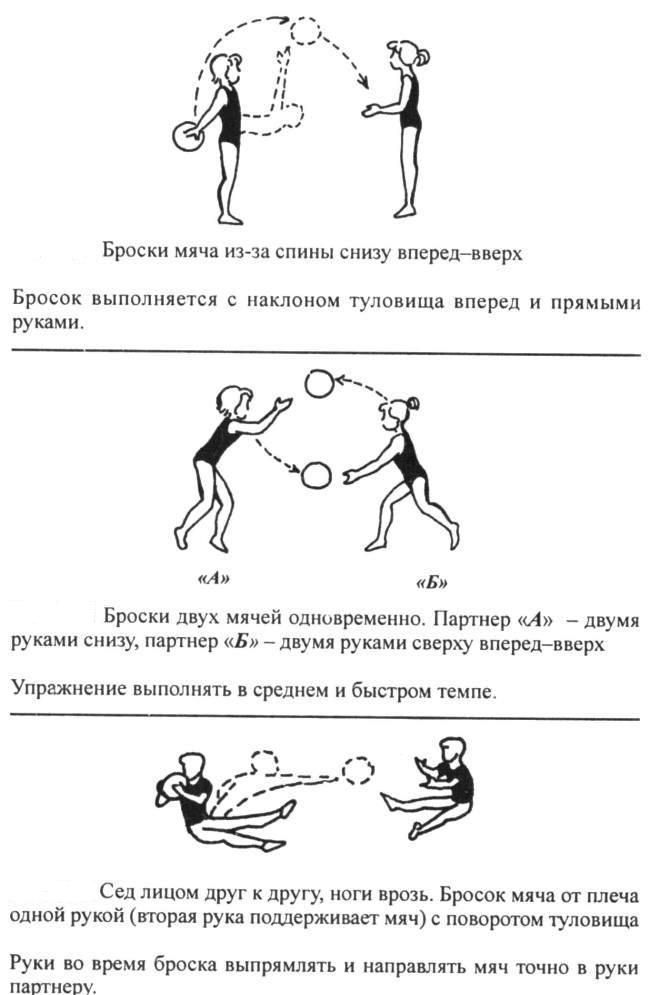 Броски мяча из-за спины снизу вперед–вверх
Бросок выполняется с наклоном туловища вперед и прямыми
руками.
«А»
«Б»
Броски двух мячей одновременно. Партнер «А» – двумя
руками снизу, партнер «Б» – двумя руками сверху вперед–вверх
Упражнение выполнять в среднем и быстром темпе.
Сед лицом друг к другу, ноги врозь. Бросок мяча от плеча
одной рукой (вторая рука поддерживает мяч) с поворотом туловища
Руки во время броска выпрямлять и направлять мяч точно в руки
партнеру.